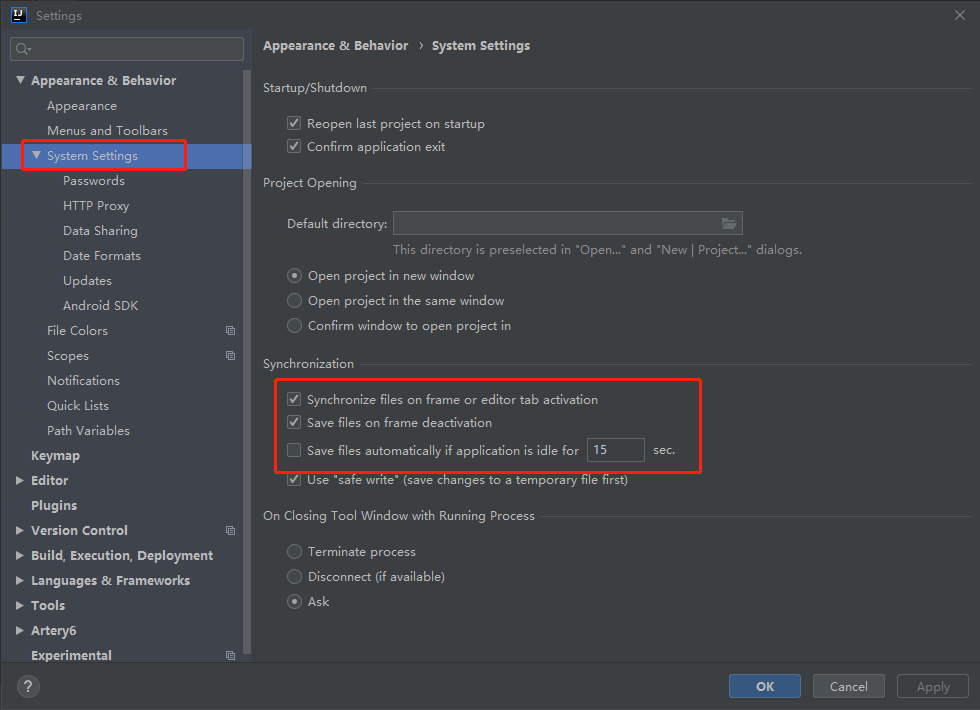 IJ
Settings
Appearance & Behavior
Appearance
Menus and Toolbars
System Settings
Passwords
HTTP Proxy
Data Sharing
Date Formats
Updates
Android SDK
File Colors
Scopes
Notifications
Quick Lists
Path Variables
Keymap
Editor
Plugins
Version Control
Build, Execution, Deployment
Languages & Frameworks
Tools
Artery6
Experimental
Appearance & Behavior › System Settings
Startup/Shutdown
Reopen last project on startup
Confirm application exit
Project Opening
Default directory:
This directory is preselected in "Open..." and "New | Project..." dialogs.
Open project in new window
Open project in the same window
Confirm window to open project in
Synchronization
Synchronize files on frame or editor tab activation
Save files on frame deactivation
Save files automatically if application is idle for 15 sec.
Use "safe write" (save changes to a temporary file first)
On Closing Tool Window with Running Process
Terminate process
Disconnect (if available)
Ask
?
OK
Cancel
Apply